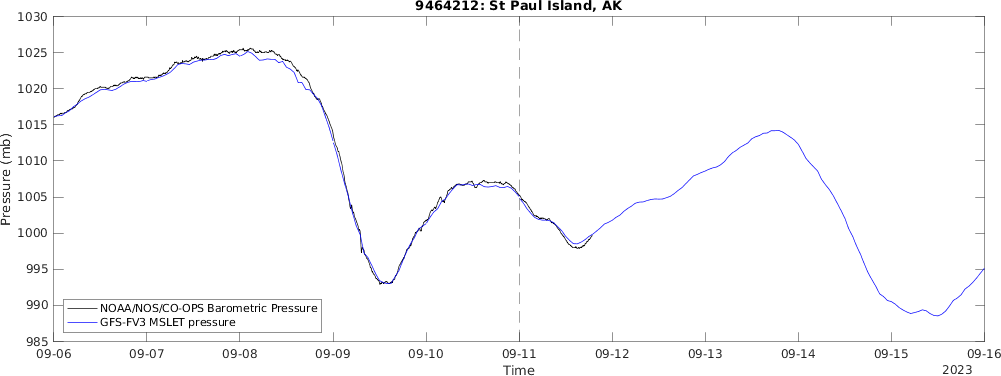 9464212: St Paul Island, AK
Pressure (mb)
1030
1025
1020
1015
1010
1005
1000
995
990
985
NOAA/NOS/CO-OPS Barometric Pressure
GFS-FV3 MSLET pressure
09-06 09-07 09-08 09-09 09-10 09-11 09-12 09-13 09-14 09-15 09-16
Time
2023